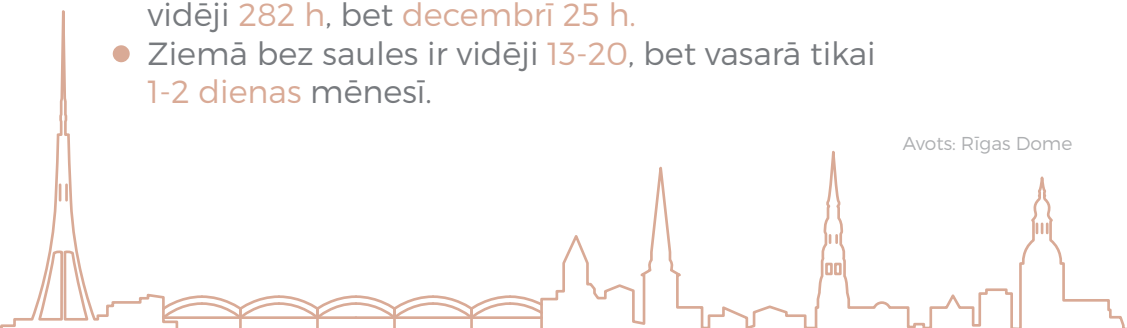 vidēji 282 h, bet decembrī 25 h.
● Ziemā bez saules ir vidēji 13-20, bet vasarā tikai
1-2 dienas mēnesī.
Avots: Rīgas Dome